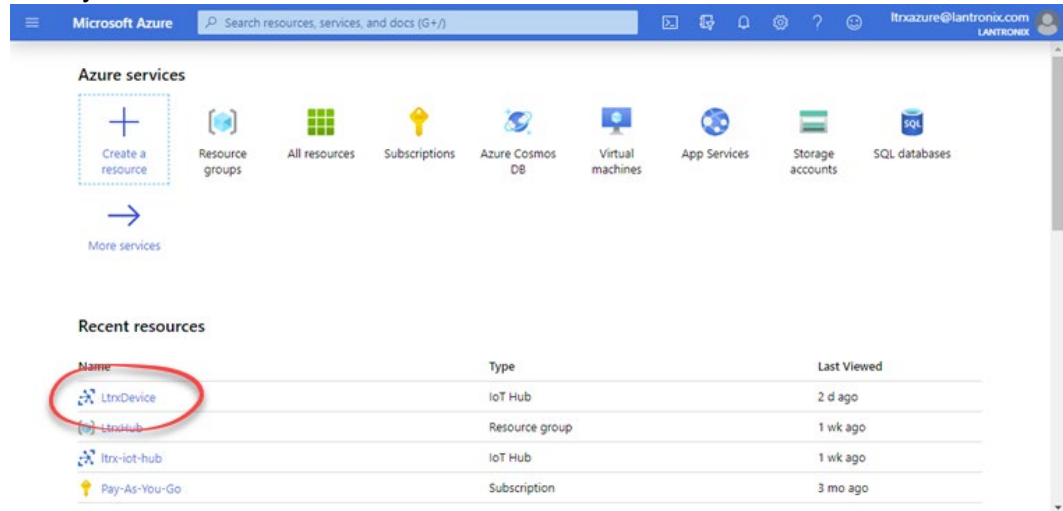 Microsoft Azure
Search resources, services, and docs (G+/)
ltrxazure@lantronix.com
LANTRONIX
Azure services
Create a resource
Resource groups
All resources
Subscriptions
Azure Cosmos DB
Virtual machines
App Services
Storage accounts
SQL
SQL databases
More services
Recent resources
Name Type Last Viewed
LtrxDevice IoT Hub 2 d ago
LtrxHub Resource group 1 wk ago
ltrx-iot-hub IoT Hub 1 wk ago
Pay-As-You-Go Subscription 3 mo ago